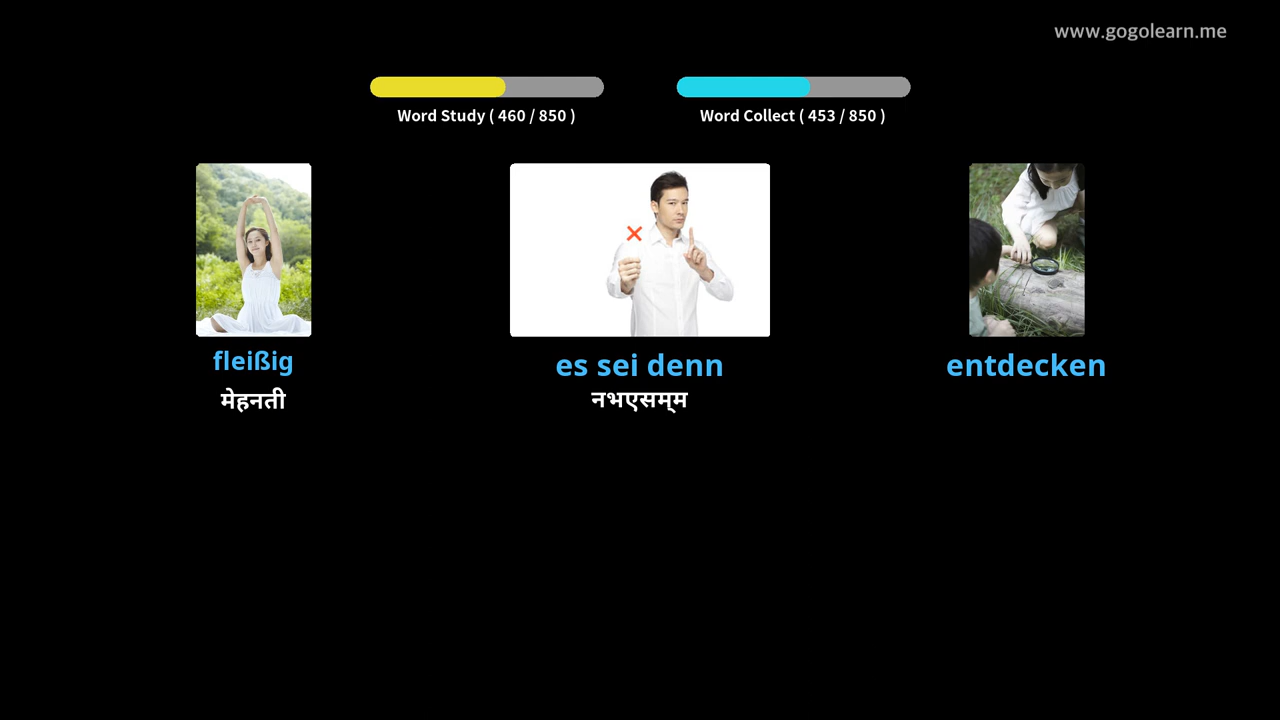 www.gogolearn.me
Word Study ( 460 / 850 )
Word Collect ( 453 / 850 )
fleißig
मेहनती
es sei denn
नभएसम्म
entdecken